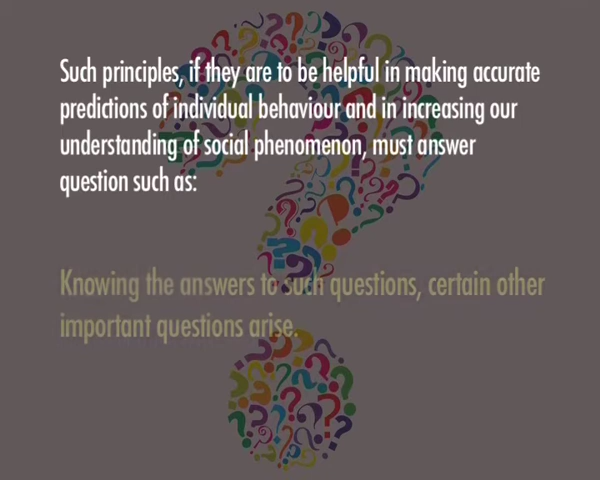 Such principles, if they are to be helpful in making accurate
predictions of individual behaviour and in increasing our
understanding of social phenomenon, must answer
question such as:
Knowing the answers to such questions, certain other
important questions arise.